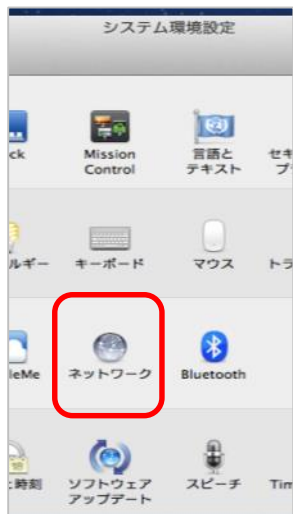 システム環境設定
ck
Mission
Control
言語と
テキスト
セキ
プ
ルギー
キーボード
マウス
トラ
leMe
ネットワーク
Bluetooth
:時刻
ソフトウェア
アップデート
スピーチ
Tim